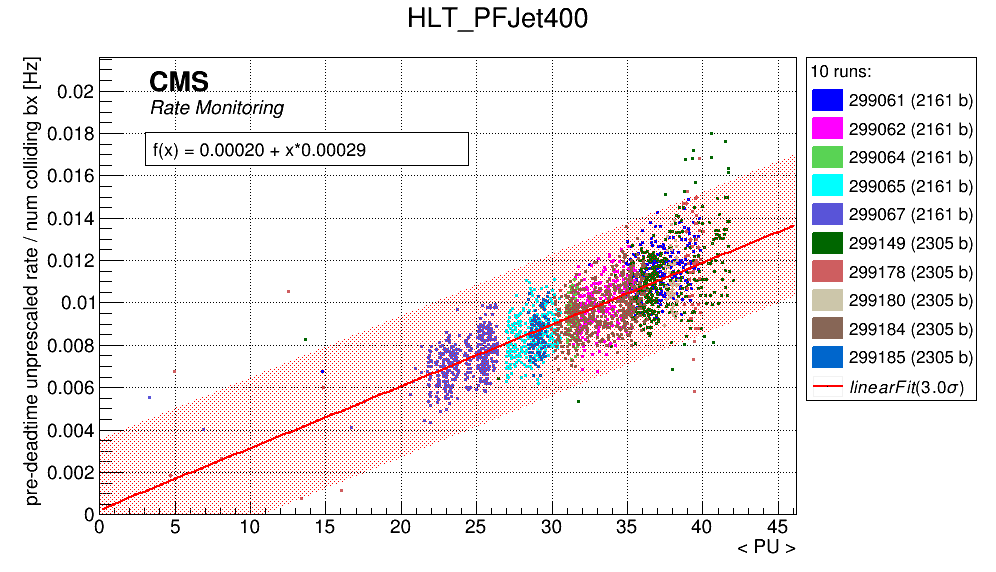 HLT_PFJet400
pre-deadtime unprescaled rate / num colliding bx [Hz]
CMS
Rate Monitoring
f(x) = 0.00020 + x*0.00029
0.02
0.018
0.016
0.014
0.012
0.01
0.008
0.006
0.004
0.002
0
0 5 10 15 20 25 30 35 40 45
< PU >
10 runs:
299061 (2161 b)
299062 (2161 b)
299064 (2161 b)
299065 (2161 b)
299067 (2161 b)
299149 (2305 b)
299178 (2305 b)
299180 (2305 b)
299184 (2305 b)
299185 (2305 b)
linearFit(3.0σ)